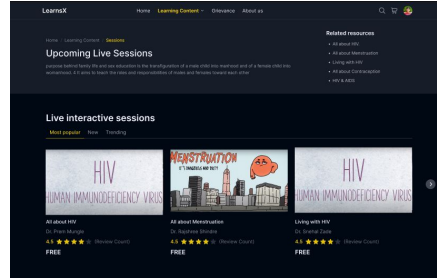 LearnsX
Home Learning Content Grievance About us
Home Learning Content Sessions
Upcoming Live Sessions
purpose behind family life and sex education is the transfiguration of a male child into manhood and of a female child into
womanhood. 4 It aims to teach the roles and responsibilities of males and females toward each other
Related resources
All about HIV
All about Menstruation
Living with HIV
All about Contraception
HIV & AIDS
Live interactive sessions
Most popular New Trending
HIV
HUMAN IMMUNODEFICIENCY VIRUS
MENSTRUATION
HIV
HUMAN IMMUNODEFICIENCY VIRUS
All about HIV
Dr. Prem Mungle
4.5 (Review Count)
FREE
All about Menstruation
Dr. Rajshree Shindre
4.5 (Review Count)
FREE
Living with HIV
Dr. Snehal Zade
4.5 (Review Count)
FREE